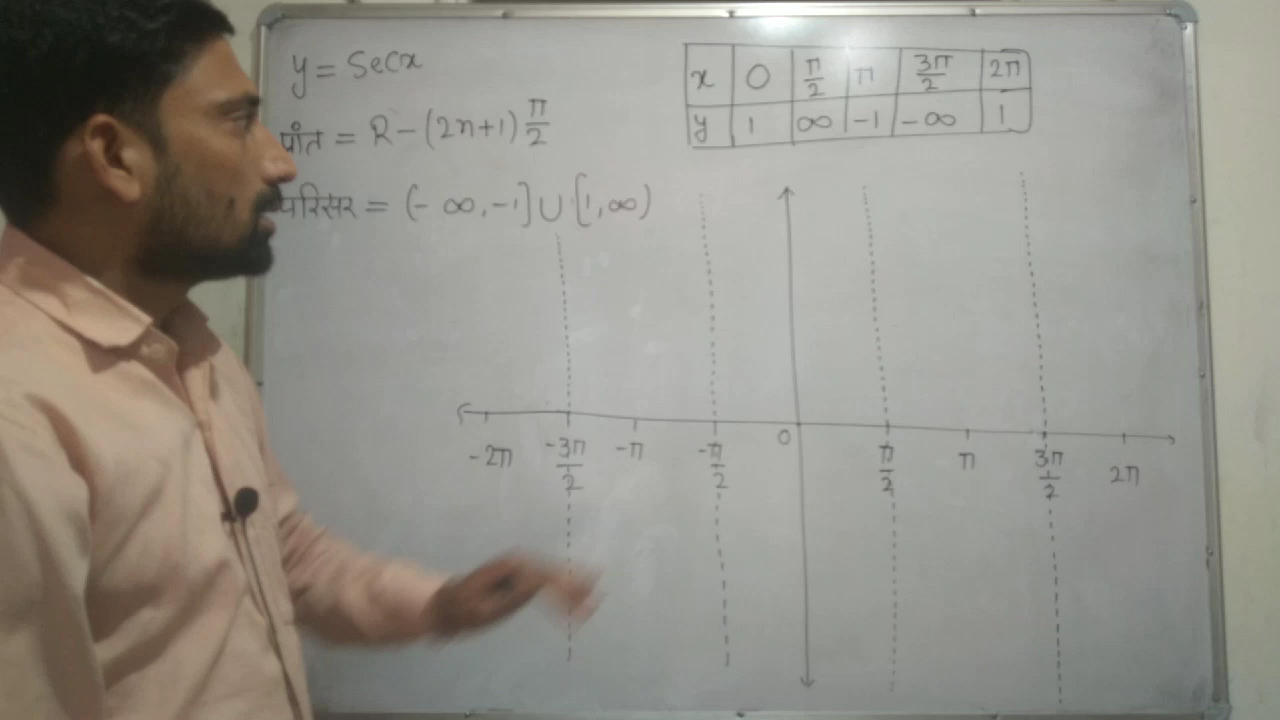 y = Secx
प्रांत = R - (2n+1) π/2
परिसर = (-∞, -1] ∪ [1, ∞)
x 0 π/2 π 3π/2 2π
y 1 ∞ -1 -∞ 1
-2π -3π/2 -π -π/2 0 π/2 π 3π/2 2π